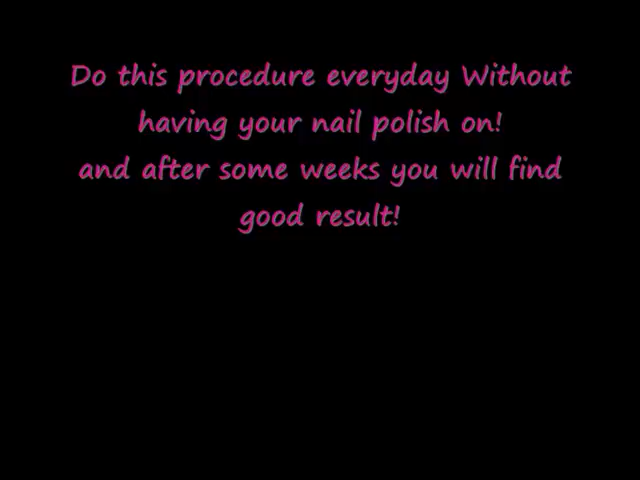 Do this procedure everyday Without
having your nail polish on!
and after some weeks you will find
good result!